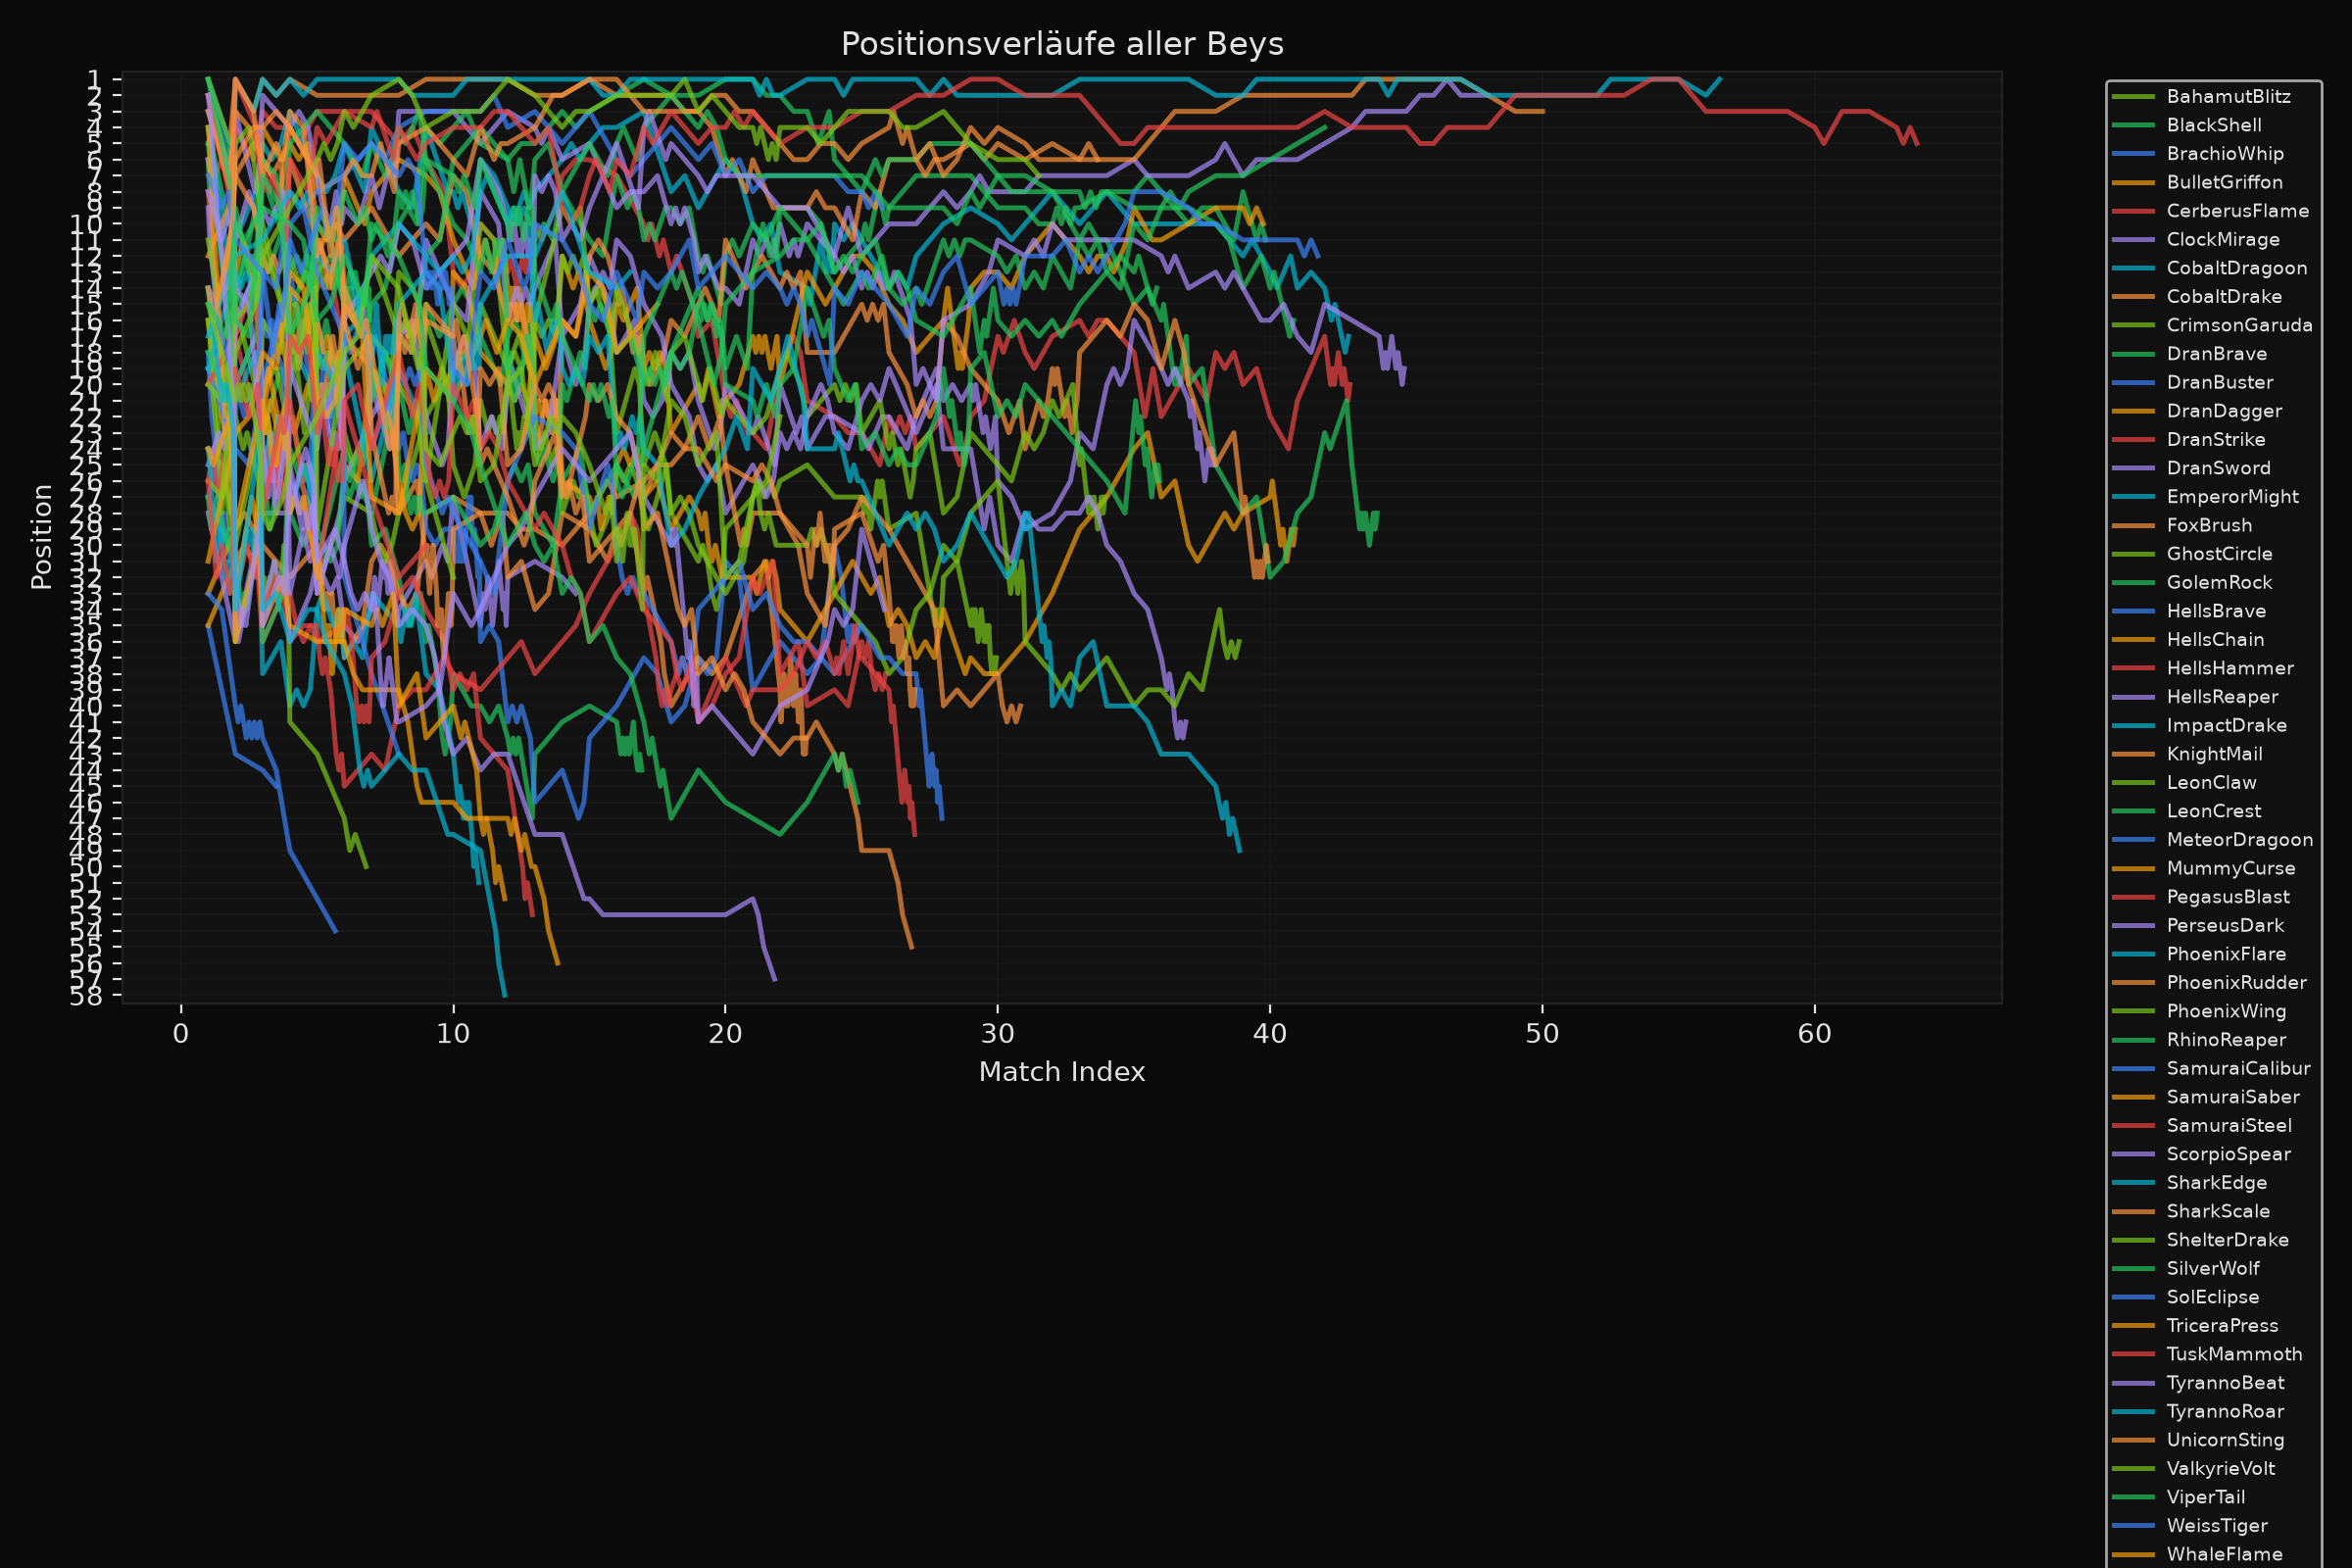 Positionsverläufe aller Beys
Position
1
2
3
4
5
6
7
8
9
10
11
12
13
14
15
16
17
18
19
20
21
22
23
24
25
26
27
28
29
30
31
32
33
34
35
36
37
38
39
40
41
42
43
44
45
46
47
48
49
50
51
52
53
54
55
56
57
58
0 10 20 30 40 50 60
Match Index
BahamutBlitz
BlackShell
BrachioWhip
BulletGriffon
CerberusFlame
ClockMirage
CobaltDragoon
CobaltDrake
CrimsonGaruda
DranBrave
DranBuster
DranDagger
DranStrike
DranSword
EmperorMight
FoxBrush
GhostCircle
GolemRock
HellsBrave
HellsChain
HellsHammer
HellsReaper
ImpactDrake
KnightMail
LeonClaw
LeonCrest
MeteorDragoon
MummyCurse
PegasusBlast
PerseusDark
PhoenixFlare
PhoenixRudder
PhoenixWing
RhinoReaper
SamuraiCalibur
SamuraiSaber
SamuraiSteel
ScorpioSpear
SharkEdge
SharkScale
ShelterDrake
SilverWolf
SolEclipse
TriceraPress
TuskMammoth
TyrannoBeat
TyrannoRoar
UnicornSting
ValkyrieVolt
ViperTail
WeissTiger
WhaleFlame